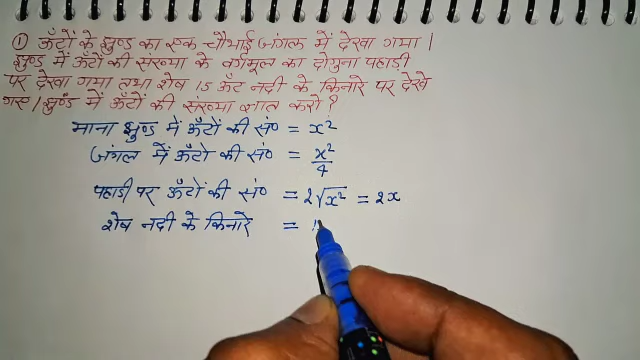 ① ऊँटों के झुण्ड का एक चौथाई जंगल में देखा गया।
झुण्ड में ऊँटों की संख्या के वर्गमूल का दोगुना पहाडी
पर देखा गया तथा शेष 15 ऊँट नदी के किनारे पर देखे
गए। झुण्ड में ऊँटों की संख्या ज्ञात करो?
माना झुण्ड में ऊँटों की सं० = x²
जंगल में ऊँटो की सं० = x²/4
पहाडी पर ऊँटों की सं० = 2√x² = 2x
शेष नदी के किनारे =